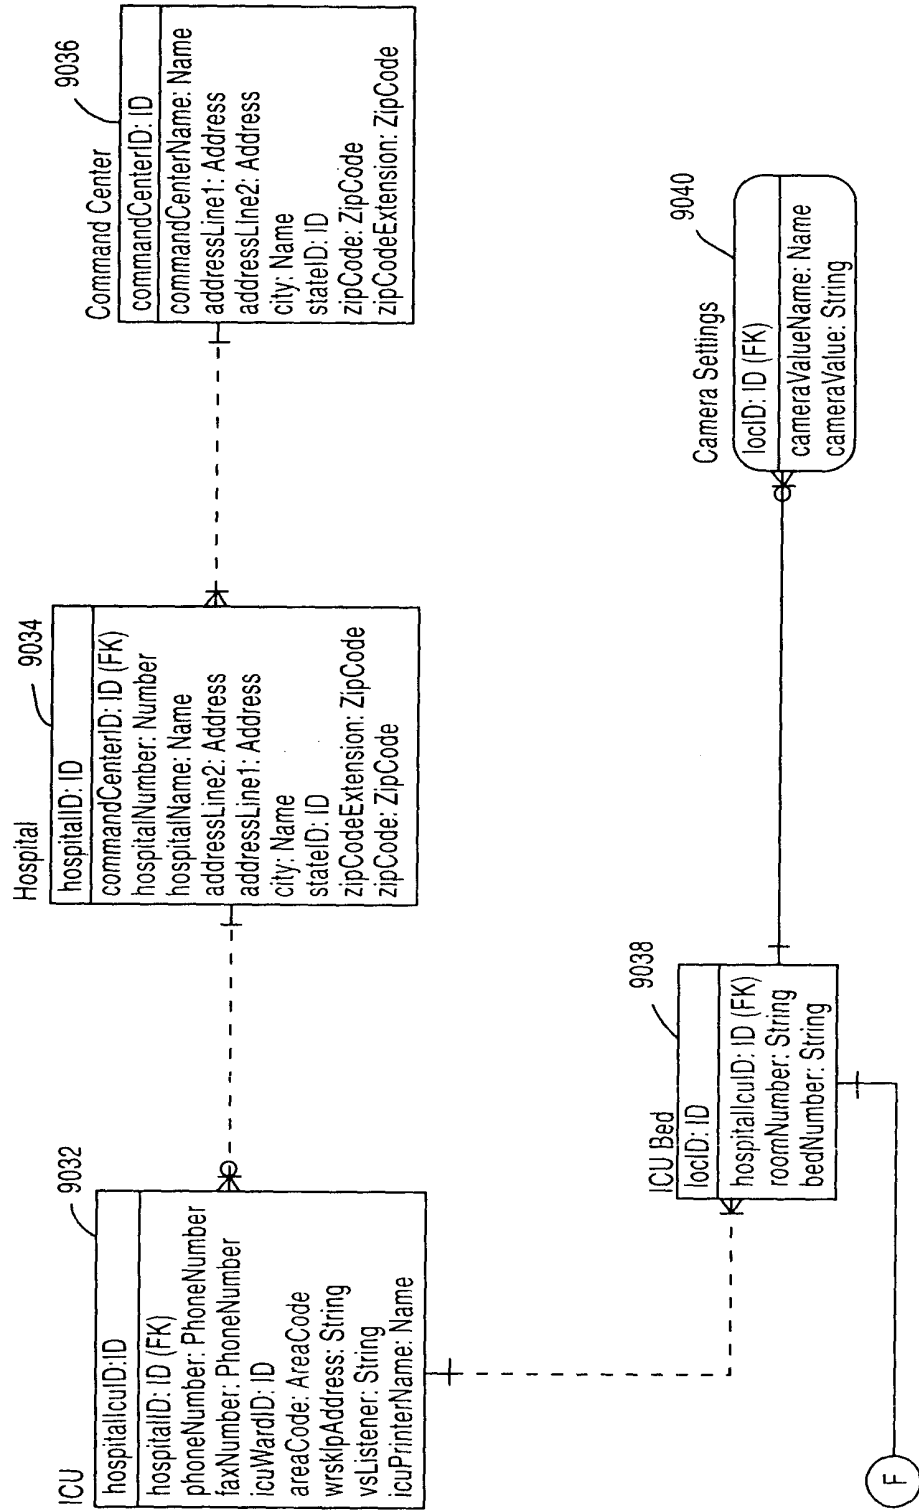 ICU
9032
hospitalIcuID:ID
hospitalID: ID (FK)
phoneNumber: PhoneNumber
faxNumber: PhoneNumber
icuWardID: ID
areaCode: AreaCode
wrskIpAddress: String
vsListener: String
icuPrinterName: Name
Hospital
9034
hospitalID: ID
commandCenterID: ID (FK)
hospitalNumber: Number
hospitalName: Name
addressLine2: Address
addressLine1: Address
city: Name
stateID: ID
zipCodeExtension: ZipCode
zipCode: ZipCode
Command Center
9036
commandCenterID: ID
commandCenterName: Name
addressLine1: Address
addressLine2: Address
city: Name
stateID: ID
zipCode: ZipCode
zipCodeExtension: ZipCode
ICU Bed
9038
locID: ID
hospitalIcuID: ID (FK)
roomNumber: String
bedNumber: String
Camera Settings
9040
locID: ID (FK)
cameraValueName: Name
cameraValue: String
F